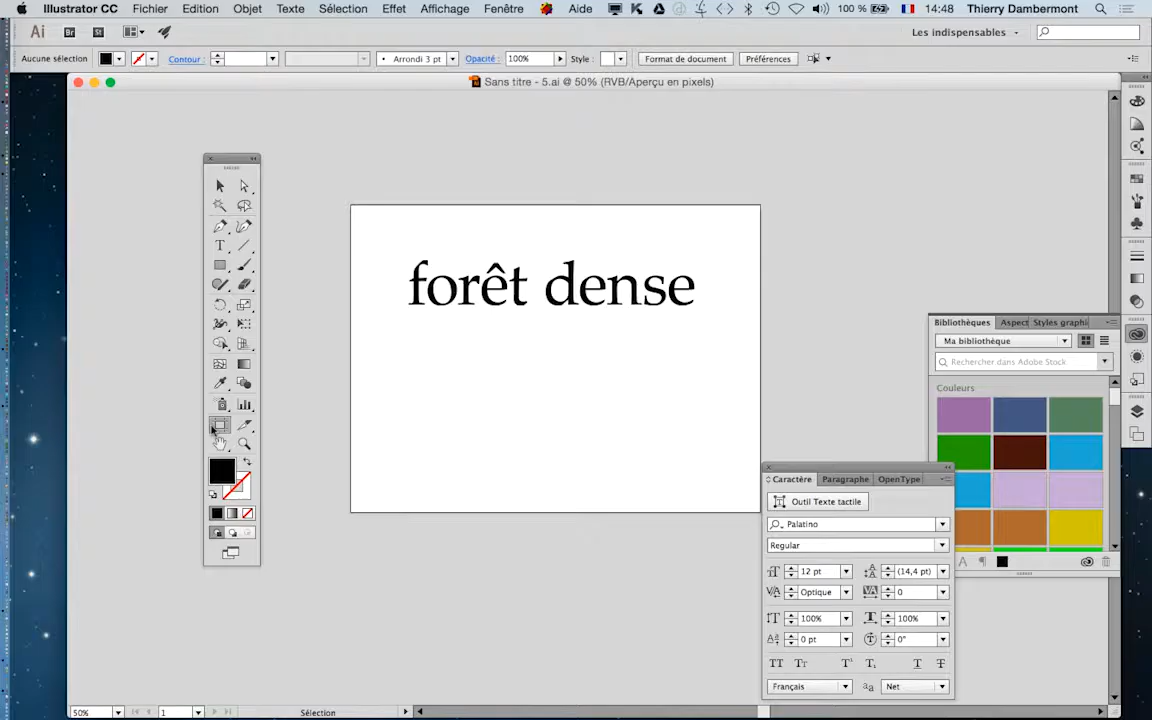 Illustrator CC Fichier Edition Objet Texte Sélection Effet Affichage Fenêtre Aide 100 % 14:48 Thierry Dambermont
Ai Br St Les indispensables
Aucune sélection Contour : Arrondi 3 pt Opacité : 100% Style : Format de document Préférences
Sans titre - 5.ai @ 50% (RVB/Aperçu en pixels)
forêt dense
Bibliothèques Aspect Styles graphi
Ma bibliothèque
Rechercher dans Adobe Stock
Couleurs
Caractère Paragraphe OpenType
Outil Texte tactile
Palatino
Regular
12 pt (14,4 pt)
Optique 0
100% 100%
0 pt 0°
Français Net
50% 1 Sélection